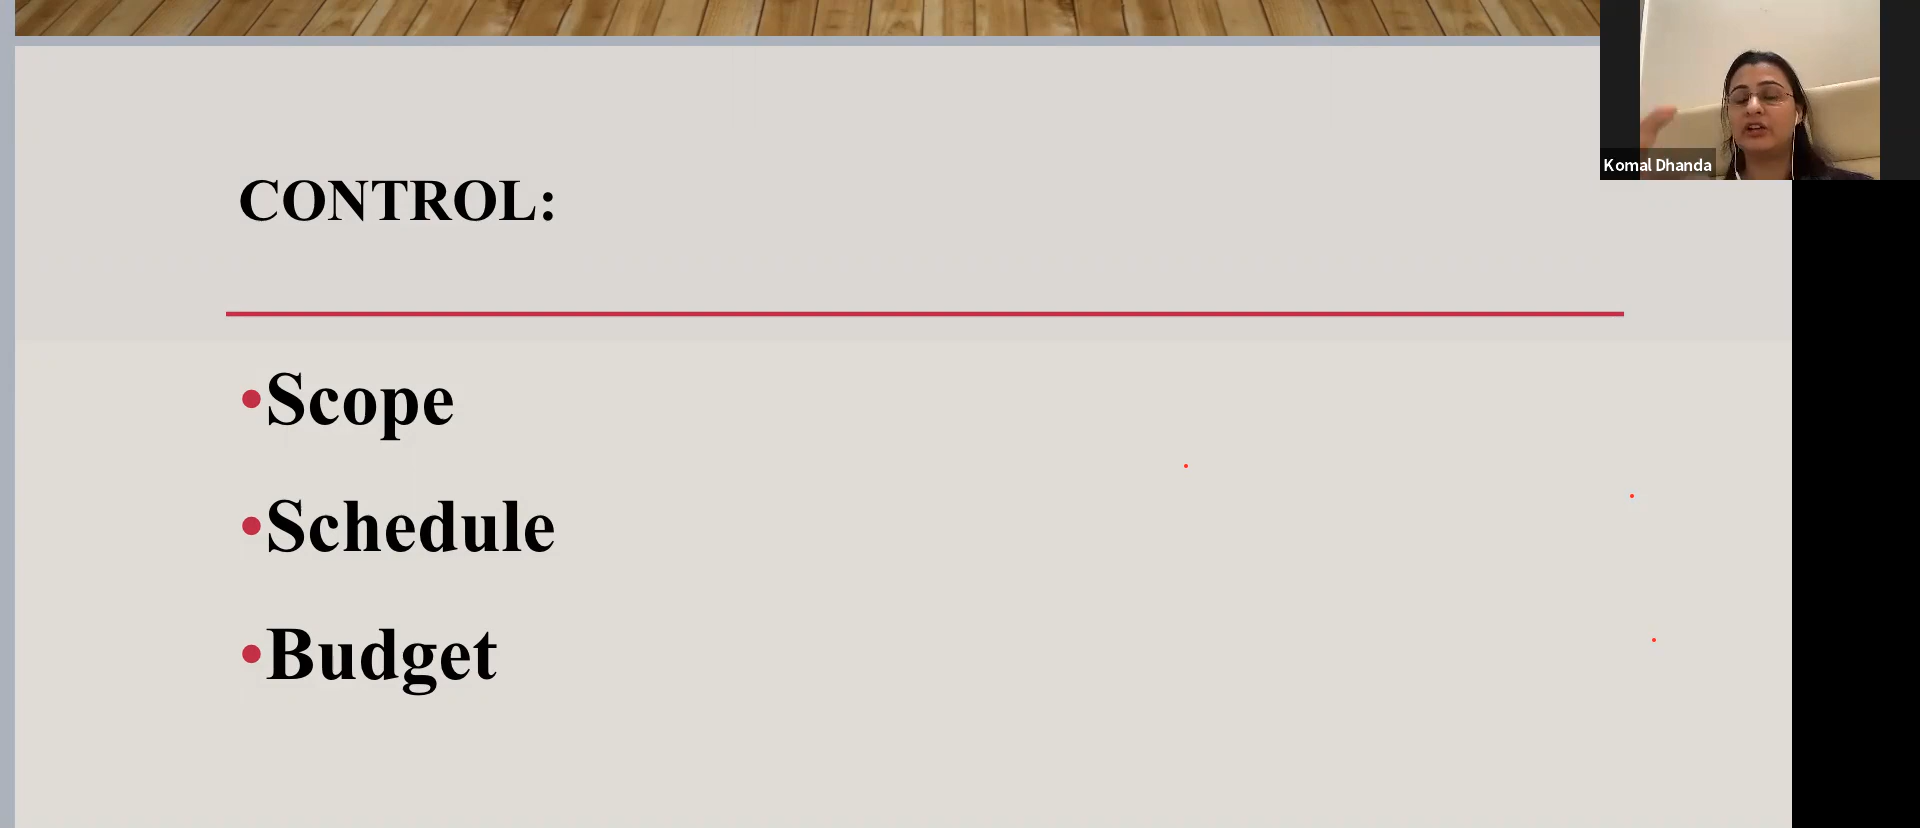 Komal Dhanda
CONTROL:
•Scope
•Schedule
•Budget